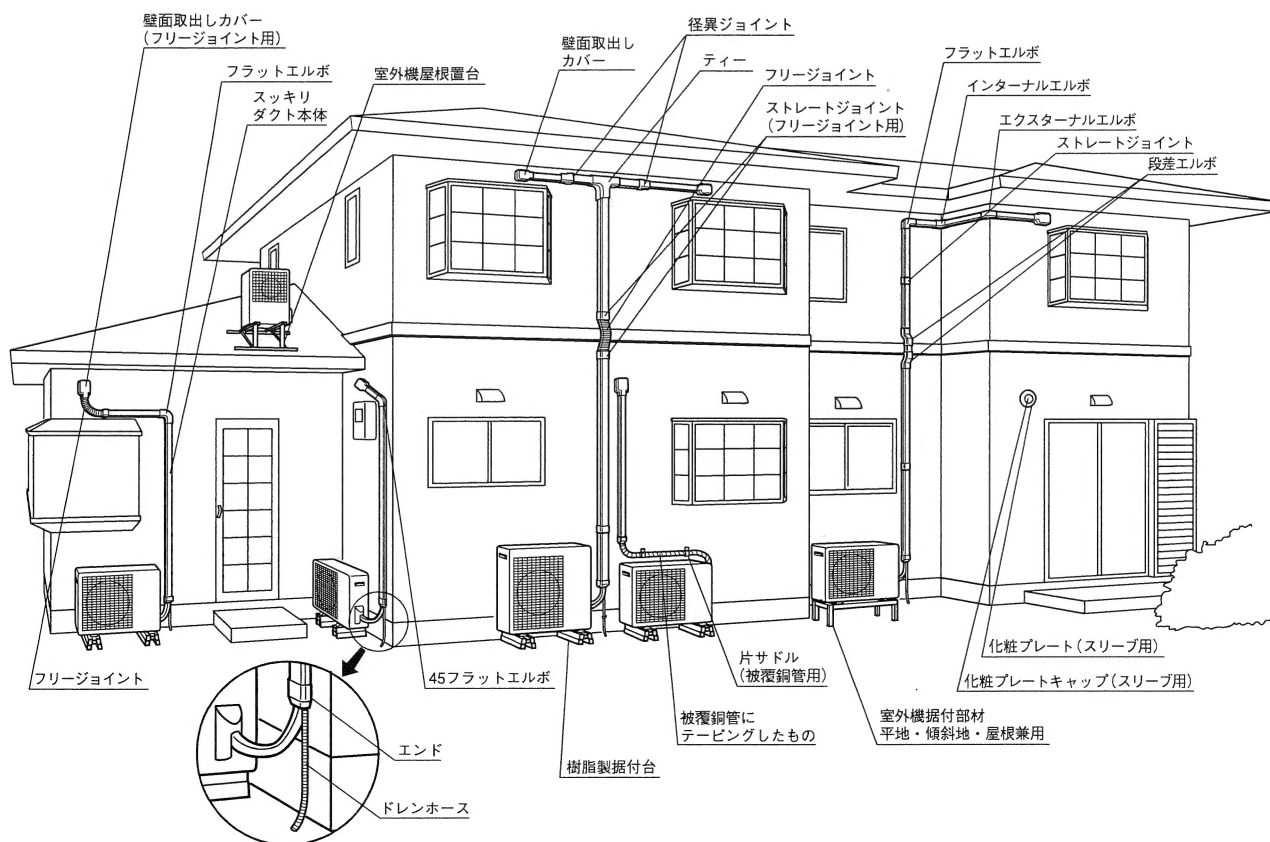 壁面取出しカバー
(フリージョイント用)
フラットエルボ
スッキリ
ダクト本体
室外機屋根置台
壁面取出し
カバー
径異ジョイント
ティー
フリージョイント
ストレートジョイント
(フリージョイント用)
フラットエルボ
インターナルエルボ
エクスターナルエルボ
ストレートジョイント
段差エルボ
フリージョイント
45フラットエルボ
エンド
ドレンホース
樹脂製据付台
片サドル
(被覆銅管用)
被覆銅管に
テーピングしたもの
室外機据付部材
平地・傾斜地・屋根兼用
化粧プレート(スリーブ用)
化粧プレートキャップ(スリーブ用)